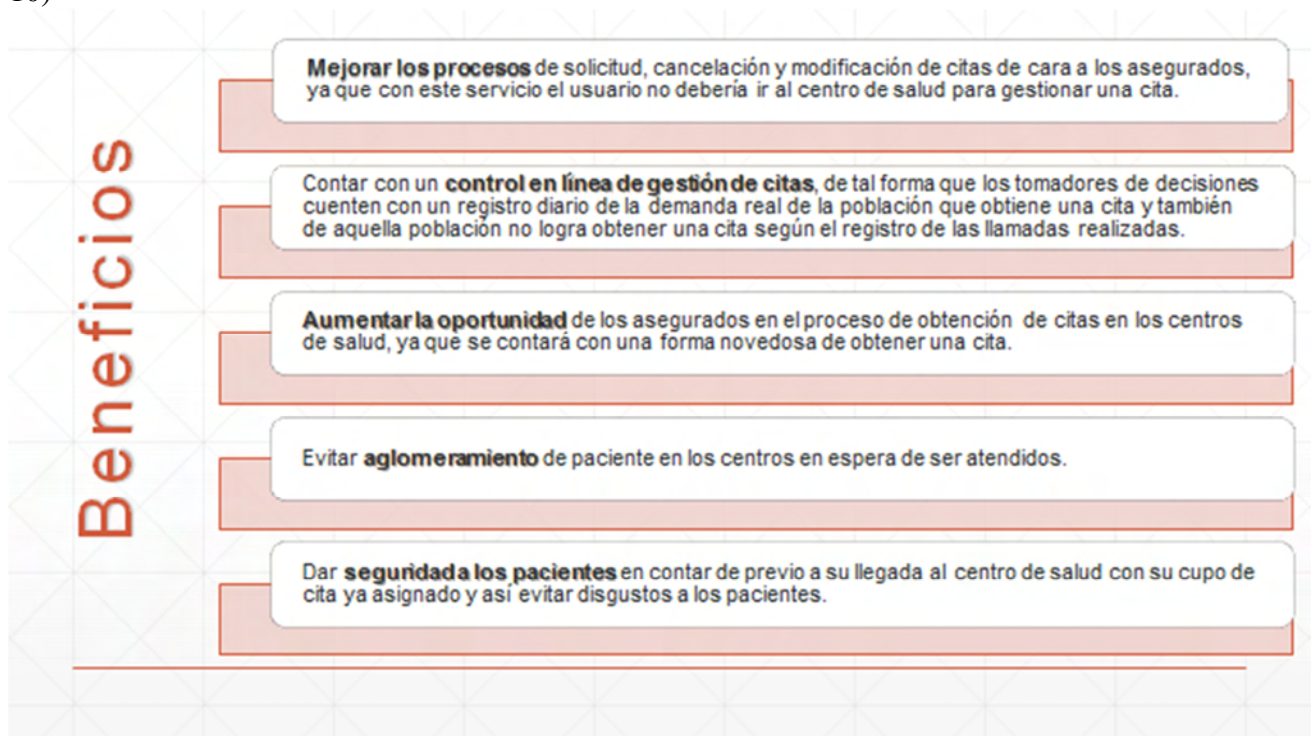 Beneficios
Mejorar los procesos de solicitud, cancelación y modificación de citas de cara a los asegurados,
ya que con este servicio el usuario no debería ir al centro de salud para gestionar una cita.
Contar con un control en línea de gestión de citas, de tal forma que los tomadores de decisiones
cuenten con un registro diario de la demanda real de la población que obtiene una cita y también
de aquella población no logra obtener una cita según el registro de las llamadas realizadas.
Aumentar la oportunidad de los asegurados en el proceso de obtención de citas en los centros
de salud, ya que se contará con una forma novedosa de obtener una cita.
Evitar aglomeramiento de paciente en los centros en espera de ser atendidos.
Dar seguridad a los pacientes en contar de previo a su llegada al centro de salud con su cupo de
cita ya asignado y así evitar disgustos a los pacientes.